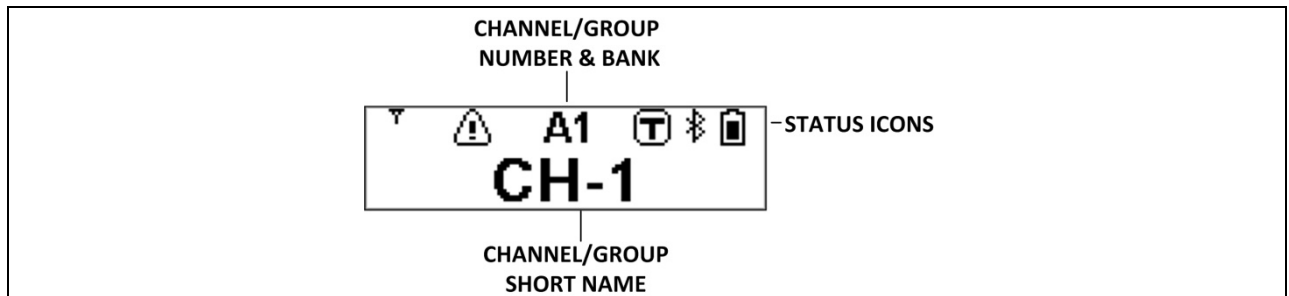 CHANNEL/GROUP
NUMBER & BANK
A1 T
STATUS ICONS
CH-1
CHANNEL/GROUP
SHORT NAME